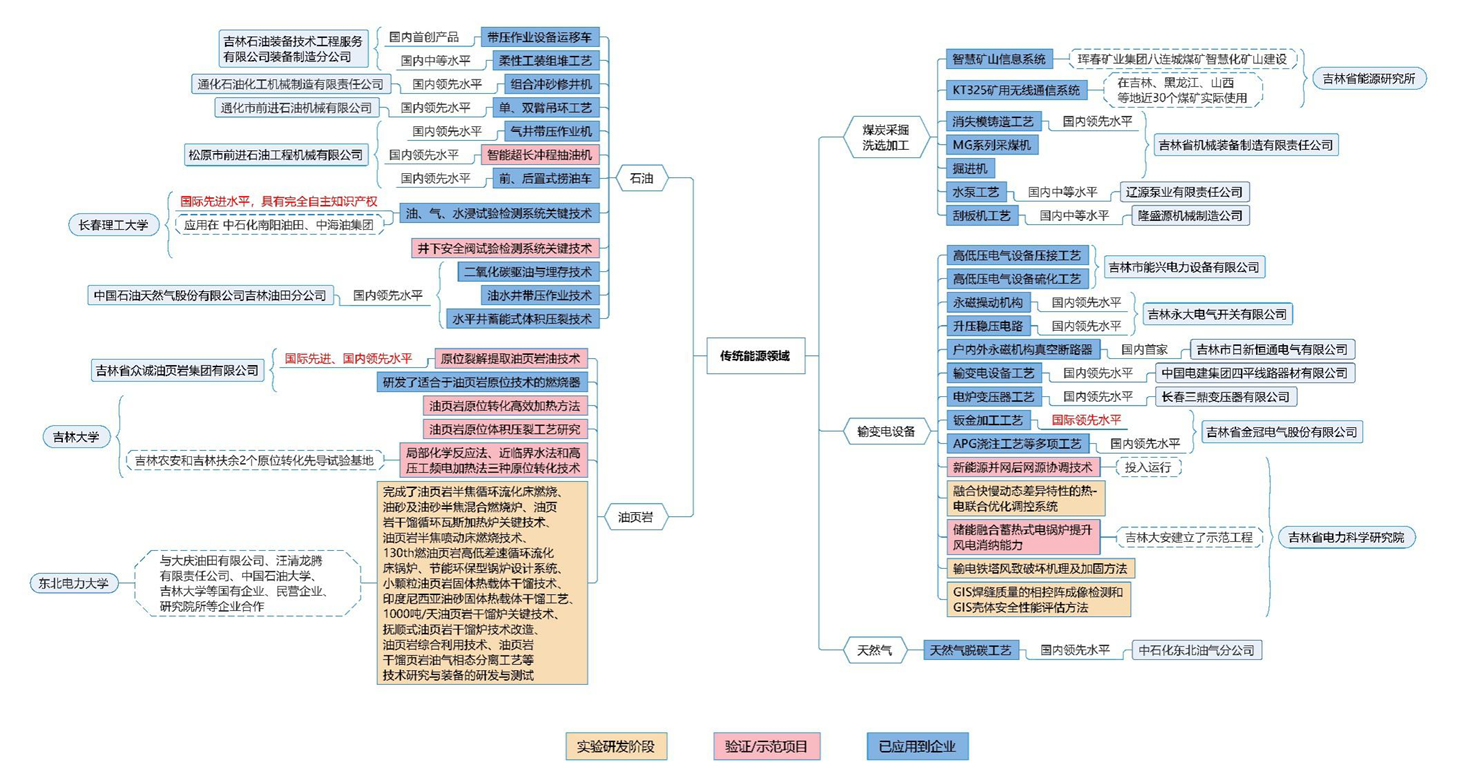 传统能源领域
石油
吉林石油装备技术工程服务
有限公司装备制造分公司
国内首创产品
带压作业设备运移车
国内中等水平
柔性工装组堆工艺
通化石油化工机械制造有限责任公司
国内领先水平
组合冲砂修井机
通化市前进石油机械有限公司
国内领先水平
单、双臂吊环工艺
松原市前进石油工程机械有限公司
国内领先水平
气井带压作业机
国内领先水平
智能超长冲程抽油机
国内领先水平
前、后置式捞油车
长春理工大学
国际先进水平，具有完全自主知识产权
应用在 中石化南阳油田、中海油集团
油、气、水浸试验检测系统关键技术
井下安全阀试验检测系统关键技术
中国石油天然气股份有限公司吉林油田分公司
国内领先水平
二氧化碳驱油与埋存技术
油水井带压作业技术
水平井蓄能式体积压裂技术
油页岩
吉林省众诚油页岩集团有限公司
国际先进、国内领先水平
原位裂解提取油页岩油技术
研发了适合于油页岩原位技术的燃烧器
吉林大学
油页岩原位转化高效加热方法
油页岩原位体积压裂工艺研究
吉林农安和吉林扶余2个原位转化先导试验基地
局部化学反应法、近临界水法和高
压工频电加热法三种原位转化技术
东北电力大学
与大庆油田有限公司、汪清龙腾
有限责任公司、中国石油大学、
吉林大学等国有企业、民营企业、
研究院所等企业合作
完成了油页岩半焦循环流化床燃烧、
油砂及油砂半焦混合燃烧炉、油页
岩干馏循环瓦斯加热炉关键技术、
油页岩半焦喷动床燃烧技术、
130th燃油页岩高低差速循环流化
床锅炉、节能环保型锅炉设计系统、
小颗粒油页岩固体热载体干馏技术、
印度尼西亚油砂固体热载体干馏工艺、
1000吨/天油页岩干馏炉关键技术、
抚顺式油页岩干馏炉技术改造、
油页岩综合利用技术、油页岩
干馏页岩油气相态分离工艺等
技术研究与装备的研发与测试
煤炭采掘
洗选加工
智慧矿山信息系统
珲春矿业集团八连城煤矿智慧化矿山建设
KT325矿用无线通信系统
在吉林、黑龙江、山西
等地近30个煤矿实际使用
吉林省能源研究所
消失模铸造工艺
国内领先水平
MG系列采煤机
掘进机
吉林省机械装备制造有限责任公司
水泵工艺
国内中等水平
辽源泵业有限责任公司
刮板机工艺
国内中等水平
隆盛源机械制造公司
输变电设备
高低压电气设备压接工艺
高低压电气设备硫化工艺
吉林市能兴电力设备有限公司
永磁操动机构
国内领先水平
升压稳压电路
国内领先水平
吉林永大电气开关有限公司
户内外永磁机构真空断路器
国内首家
吉林市日新恒通电气有限公司
输变电设备工艺
国内领先水平
中国电建集团四平线路器材有限公司
电炉变压器工艺
国内领先水平
长春三鼎变压器有限公司
钣金加工工艺
国际领先水平
APG浇注工艺等多项工艺
国内领先水平
吉林省金冠电气股份有限公司
新能源并网后网源协调技术
投入运行
融合快慢动态差异特性的热-
电联合优化调控系统
储能融合蓄热式电锅炉提升
风电消纳能力
吉林大安建立了示范工程
输电铁塔风致破坏机理及加固方法
GIS焊缝质量的相控阵成像检测和
GIS壳体安全性能评估方法
吉林省电力科学研究院
天然气
天然气脱碳工艺
国内领先水平
中石化东北油气分公司
实验研发阶段
验证/示范项目
已应用到企业